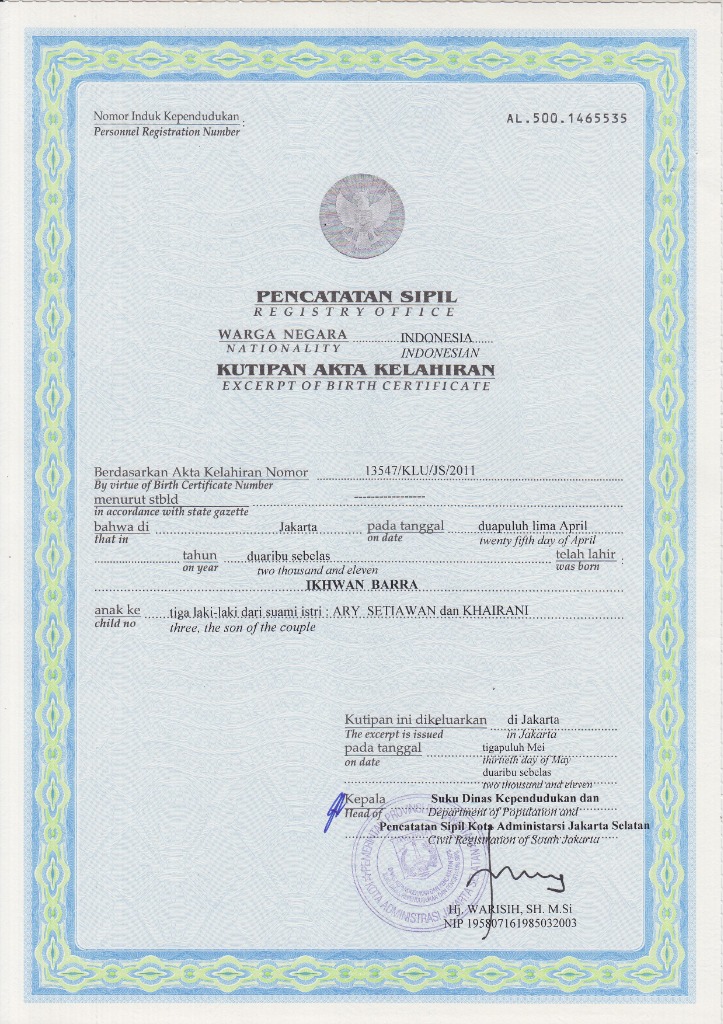 Nomor Induk Kependudukan :
Personnel Registration Number
AL.500.1465535
PENCATATAN SIPIL
REGISTRY OFFICE
WARGA NEGARA INDONESIA
NATIONALITY INDONESIAN
KUTIPAN AKTA KELAHIRAN
EXCERPT OF BIRTH CERTIFICATE
Berdasarkan Akta Kelahiran Nomor 13547/KLU/JS/2011
By virtue of Birth Certificate Number
menurut stbld -----------------
in accordance with state gazette
bahwa di Jakarta pada tanggal duapuluh lima April
that in on date twenty fifth day of April
tahun duaribu sebelas telah lahir :
on year two thousand and eleven was born
IKHWAN BARRA
anak ke tiga laki-laki dari suami istri : ARY SETIAWAN dan KHAIRANI
child no three, the son of the couple
Kutipan ini dikeluarkan di Jakarta
The excerpt is issued in Jakarta
pada tanggal tigapuluh Mei
on date thirtieth day of May
duaribu sebelas
two thousand and eleven
Kepala Suku Dinas Kependudukan dan
Head of Department of Population and
Pencatatan Sipil Kota Administarsi Jakarta Selatan
Civil Registration of South Jakarta
KOTA ADMINISTRASI JAKARTA
Hj. WARISIH, SH. M.Si
NIP 195807161985032003